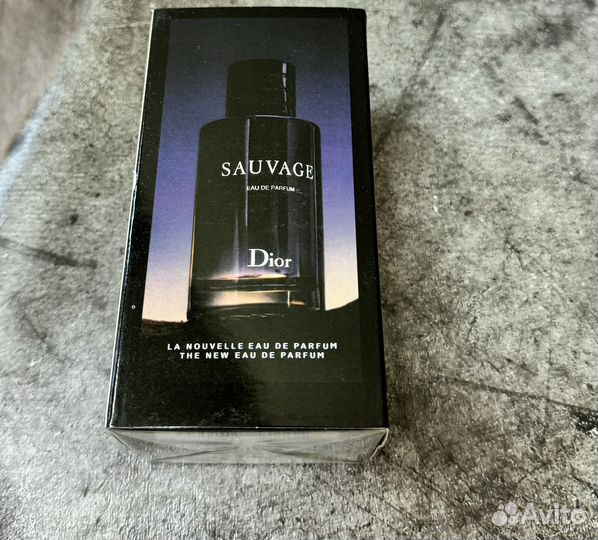 SAUVAGE
EAU DE PARFUM
Dior
LA NOUVELLE EAU DE PARFUM
THE NEW EAU DE PARFUM
Avito